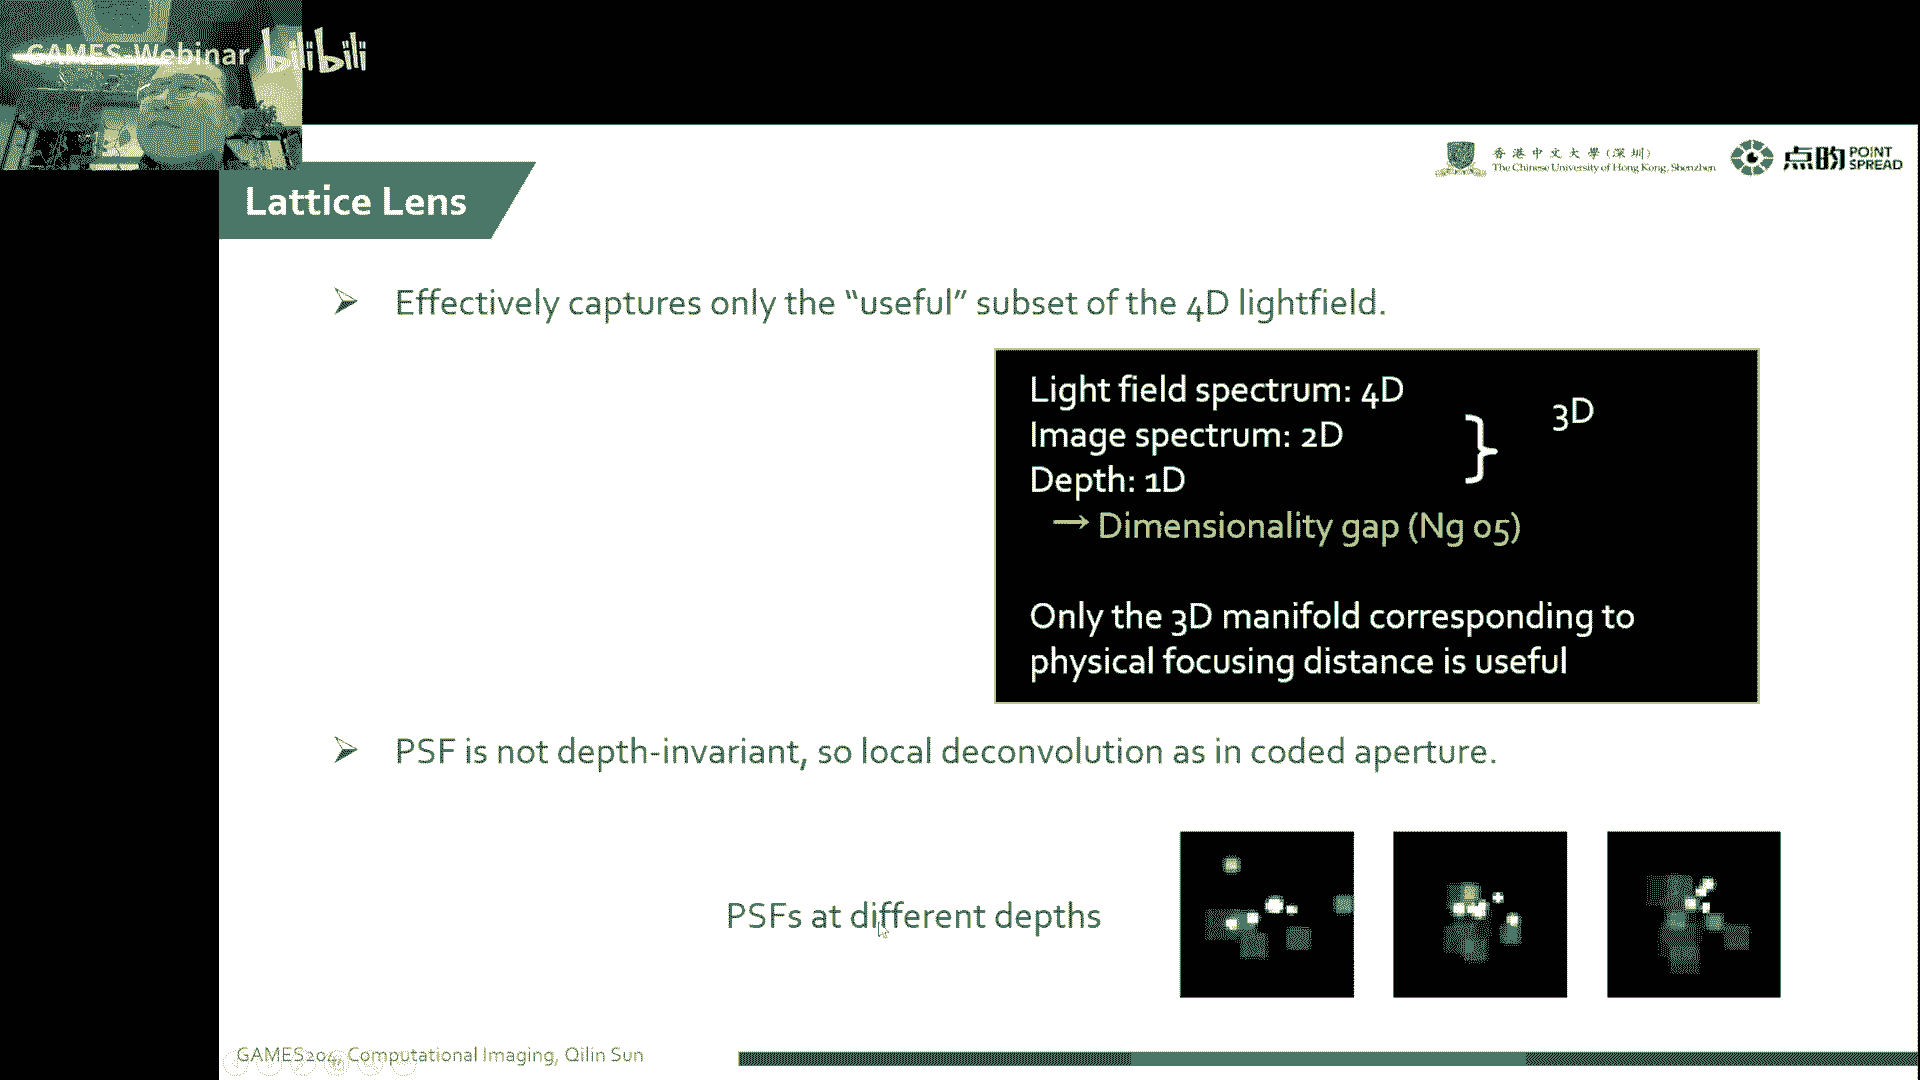 GAMES-Webinar bilibili
香港中文大學(深圳)
The Chinese University of Hong Kong, Shenzhen
点昀 POINT SPREAD
Lattice Lens
Effectively captures only the “useful” subset of the 4D lightfield.
Light field spectrum: 4D
Image spectrum: 2D
Depth: 1D
3D
→ Dimensionality gap (Ng 05)
Only the 3D manifold corresponding to
physical focusing distance is useful
PSF is not depth-invariant, so local deconvolution as in coded aperture.
PSFs at different depths
GAMES204, Computational Imaging, Qilin Sun